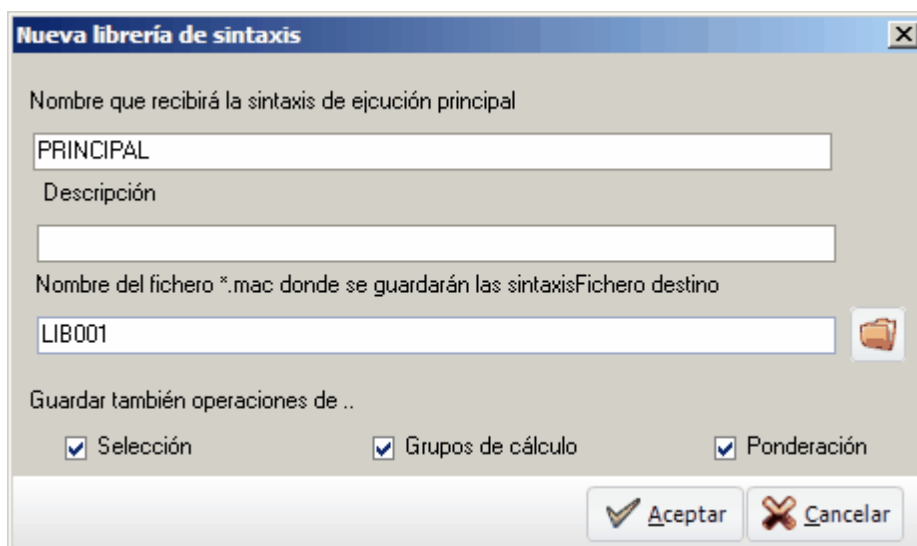 Nueva librería de sintaxis
Nombre que recibirá la sintaxis de ejcución principal
PRINCIPAL
Descripción
Nombre del fichero *.mac donde se guardarán las sintaxisFichero destino
LIB001
Guardar también operaciones de ..
Selección Grupos de cálculo Ponderación
Aceptar Cancelar